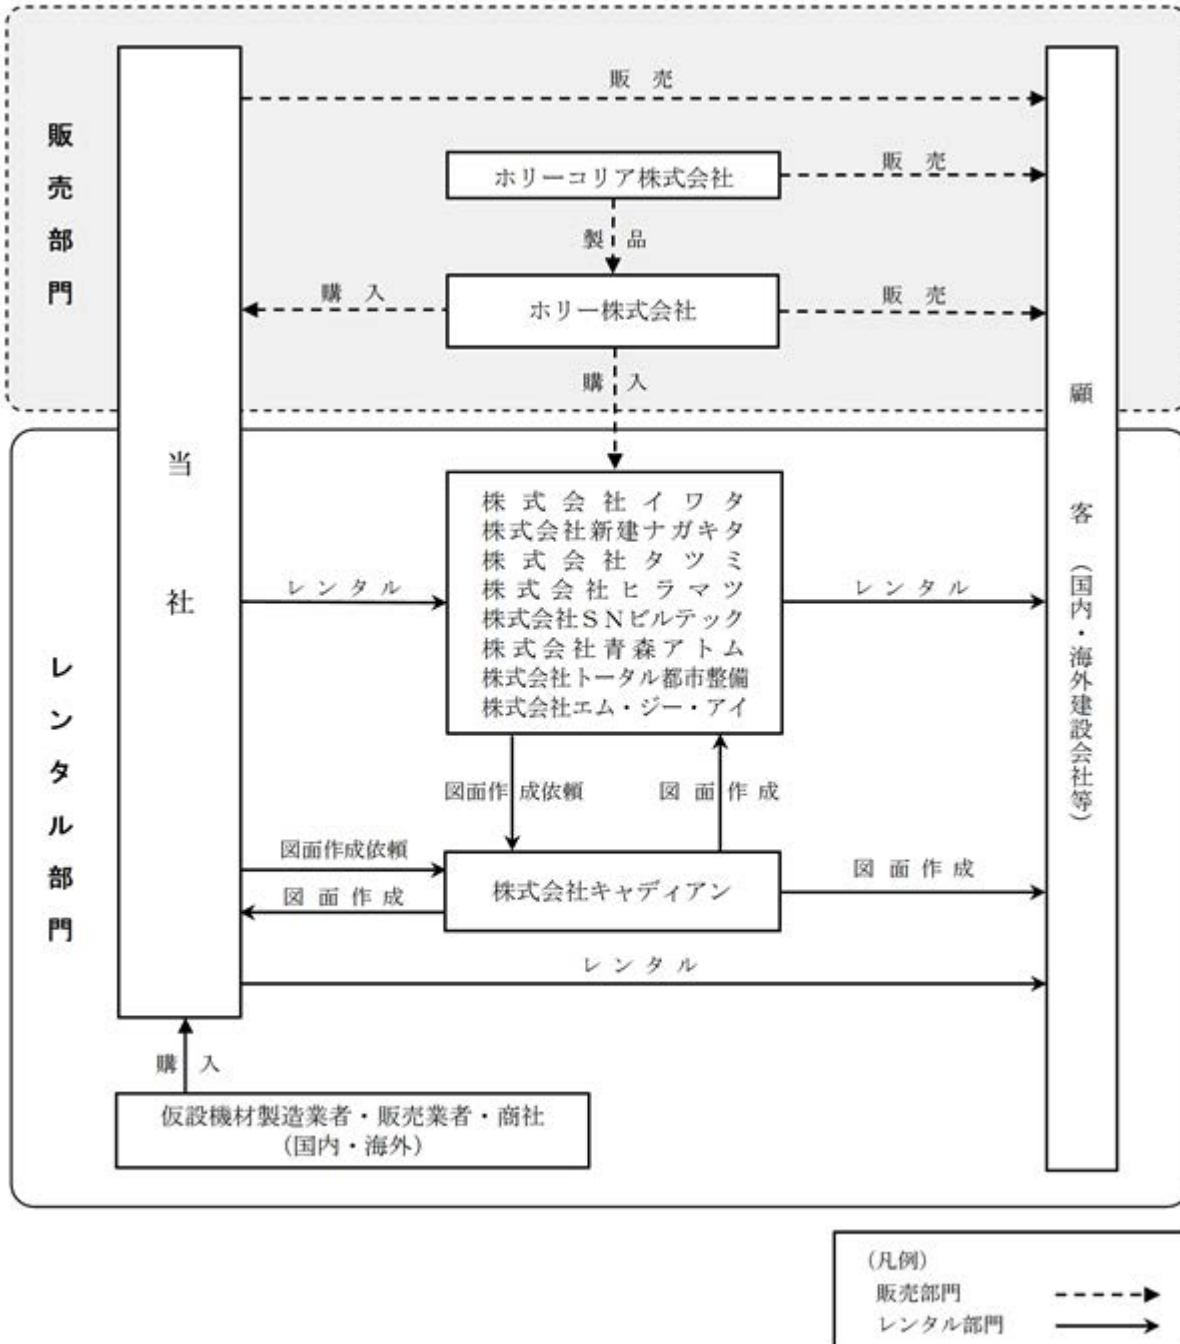 販売部門
販 売
ホリーコリア株式会社
販 売
製 品
購 入
ホリー株式会社
販 売
購 入
当社
顧客（国内・海外建設会社等）
レンタル部門
株式会社イワタ
株式会社新建ナガキタ
株式会社タツミ
株式会社ヒラマツ
株式会社ＳＮビルテック
株式会社青森アトム
株式会社トータル都市整備
株式会社エム・ジー・アイ
レンタル
レンタル
図面作成依頼
図面作成
図面作成依頼
図面作成
株式会社キャディアン
図面作成
レンタル
購 入
仮設機材製造業者・販売業者・商社
（国内・海外）
（凡例）
販売部門
レンタル部門